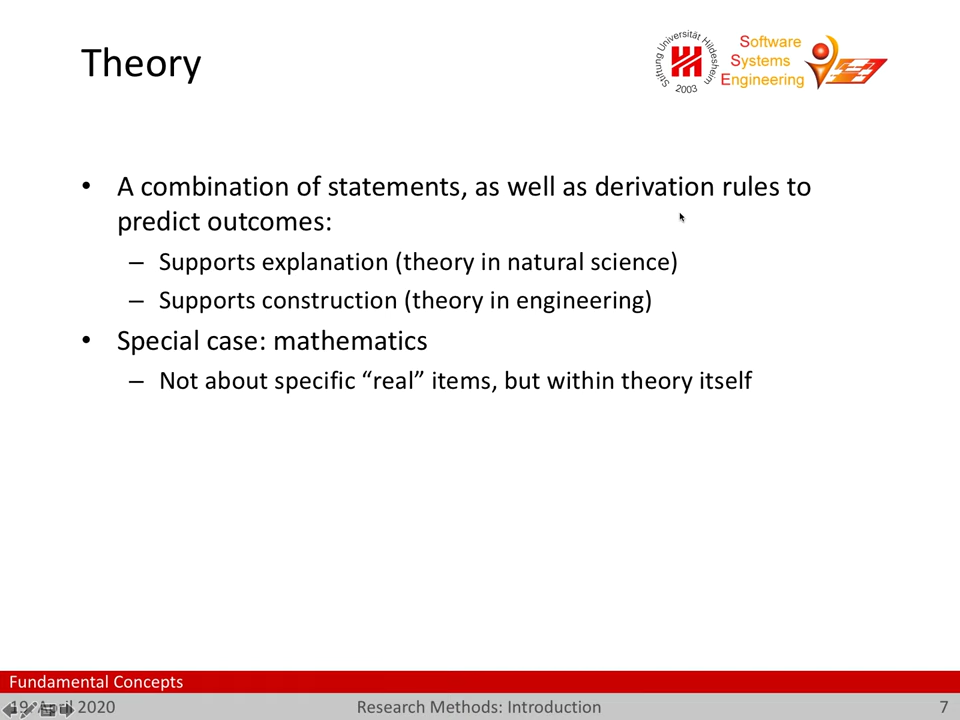 Theory
Stiftung Universität Hildesheim
2003
Software
Systems
Engineering
• A combination of statements, as well as derivation rules to
predict outcomes:
– Supports explanation (theory in natural science)
– Supports construction (theory in engineering)
• Special case: mathematics
– Not about specific “real” items, but within theory itself
Fundamental Concepts
19. April 2020
Research Methods: Introduction
7